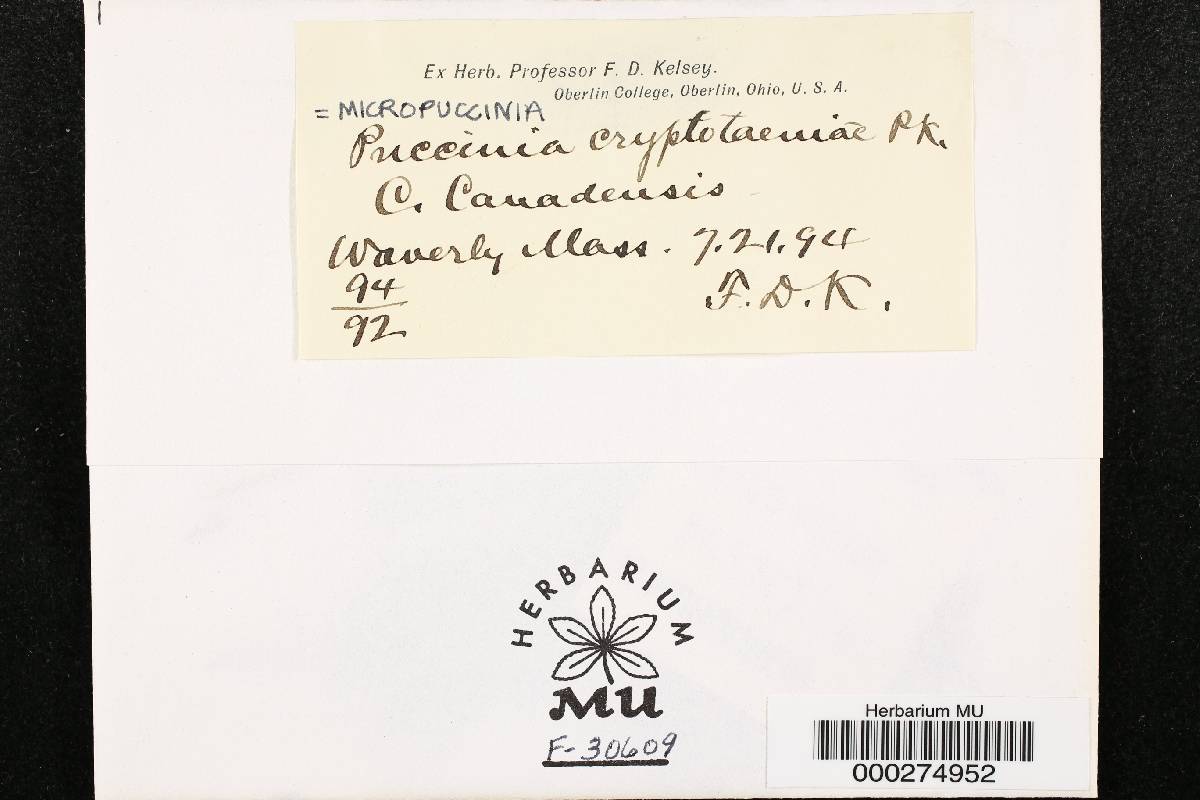 Ex Herb. Professor F. D. Kelsey.
Oberlin College, Oberlin, Ohio, U. S. A.
= MICROPUCCINIA
Puccinia cryptotaeniae Pk.
C. Canadensis
Waverly Mass. 7.21.94
94
92
F.D.K.
HERBARIUM
MU
F-30609
Herbarium MU
000274952